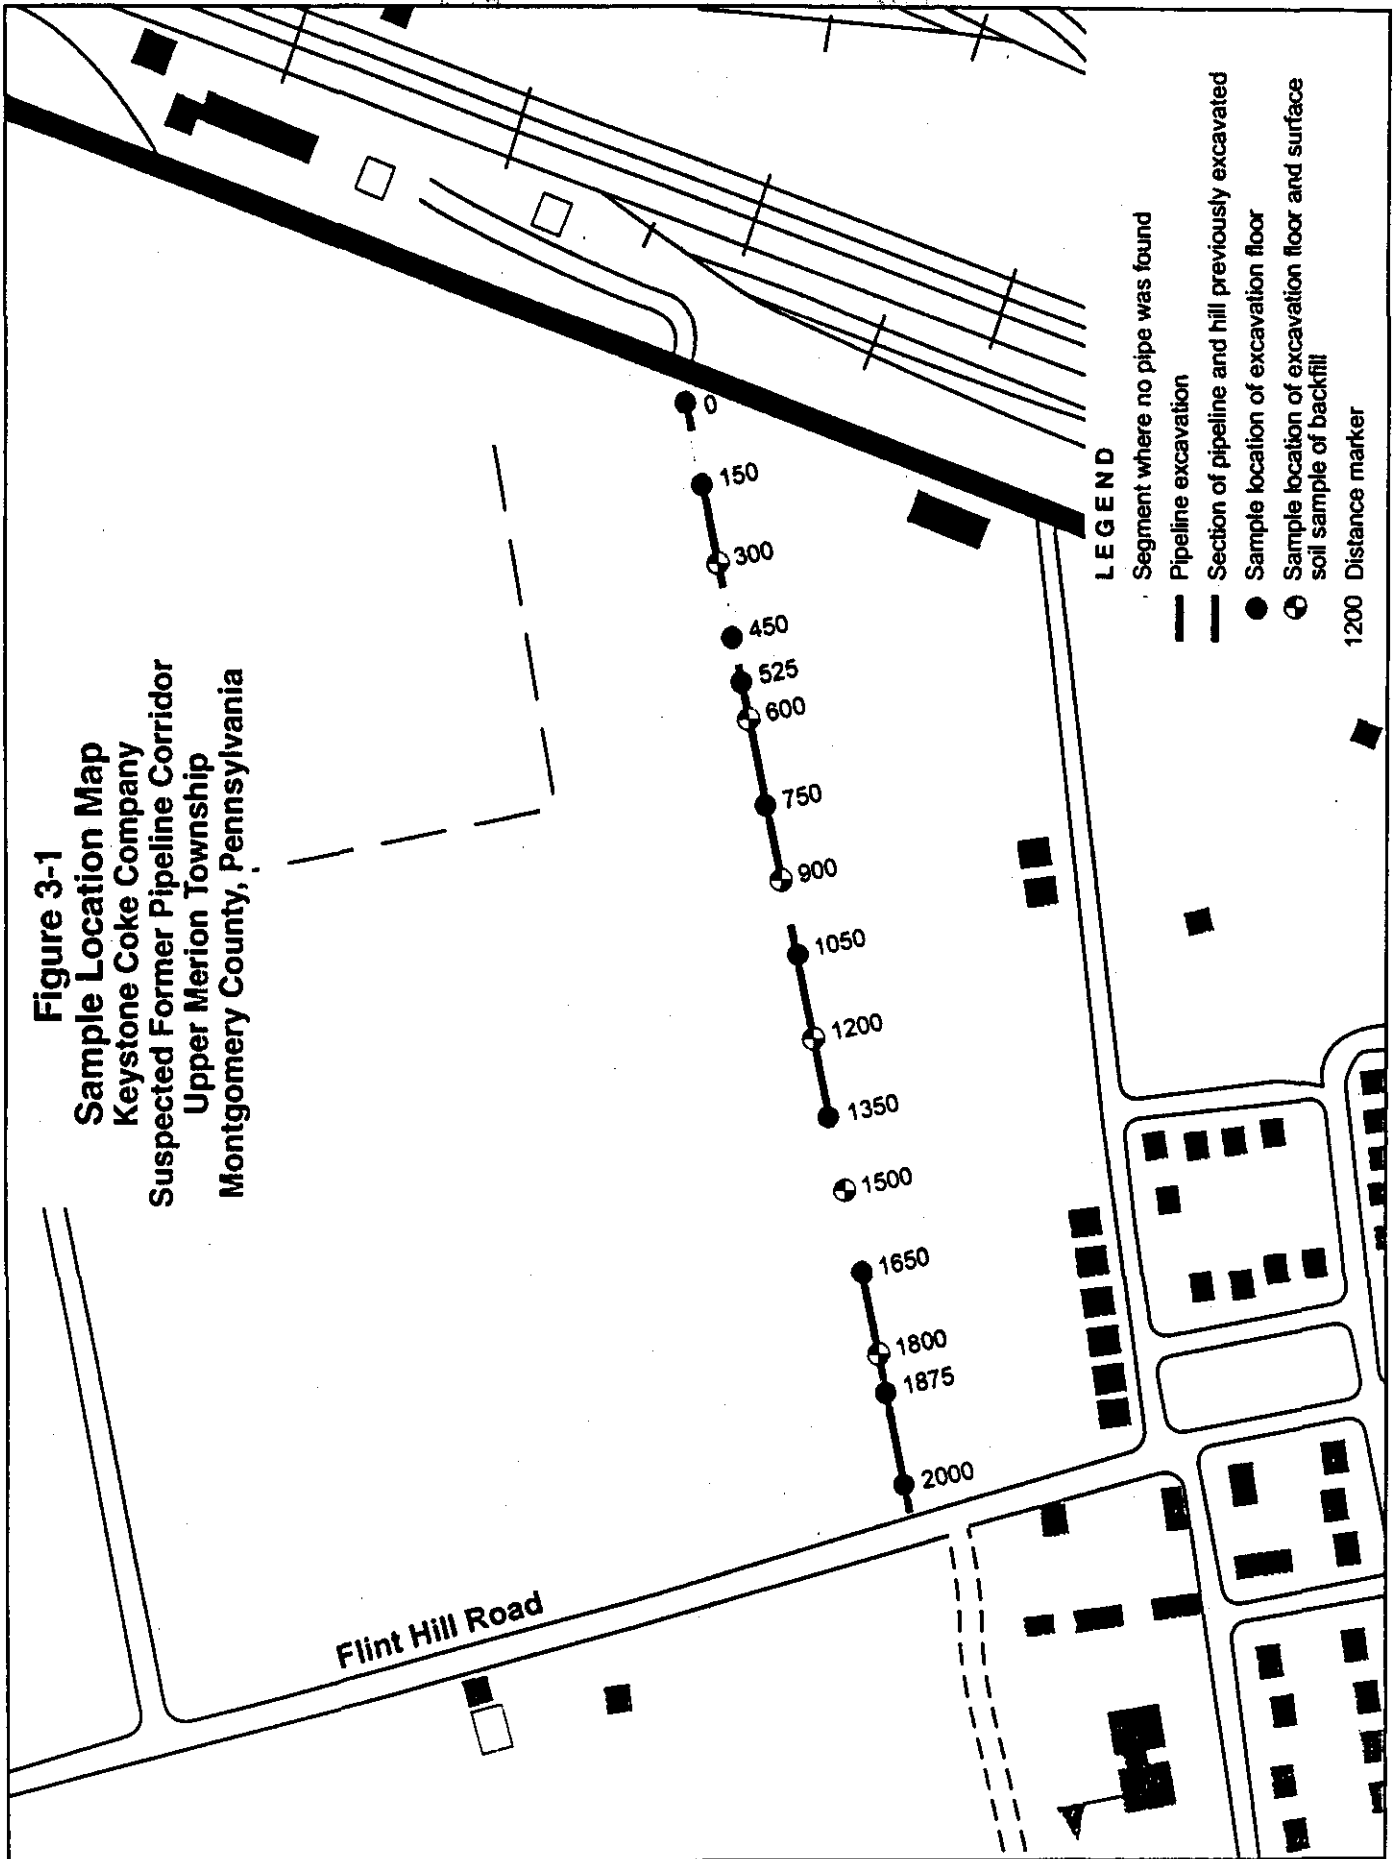 Figure 3-1
Sample Location Map
Keystone Coke Company
Suspected Former Pipeline Corridor
Upper Merion Township
Montgomery County, Pennsylvania
Flint Hill Road
2000
1875
1800
1650
1500
1350
1200
1050
900
750
600
525
450
300
150
0
LEGEND
Segment where no pipe was found
Pipeline excavation
Section of pipeline and hill previously excavated
Sample location of excavation floor
Sample location of excavation floor and surface
soil sample of backfill
1200 Distance marker